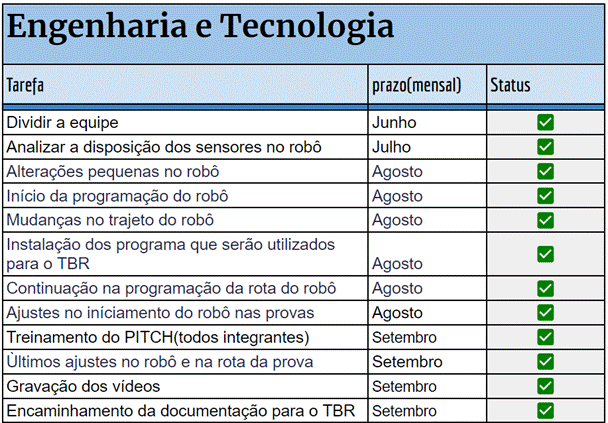 Engenharia e Tecnologia
Tarefa prazo(mensal) Status
Dividir a equipe Junho
Analizar a disposição dos sensores no robô Julho
Alterações pequenas no robô Agosto
Início da programação do robô Agosto
Mudanças no trajeto do robô Agosto
Instalação dos programa que serão utilizados
para o TBR Agosto
Continuação na programação da rota do robô Agosto
Ajustes no iníciamento do robô nas provas Agosto
Treinamento do PITCH(todos integrantes) Setembro
Ùltimos ajustes no robô e na rota da prova Setembro
Gravação dos vídeos Setembro
Encaminhamento da documentação para o TBR Setembro